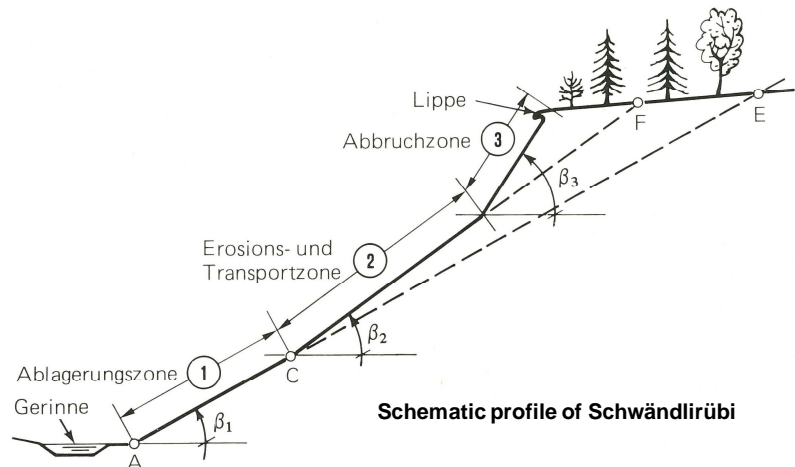 Lippe
F
E
Abbruchzone
3
β3
Erosions- und
Transportzone
2
β2
C
Ablagerungszone
1
Gerinne
β1
A
Schematic profile of Schwändlirübi